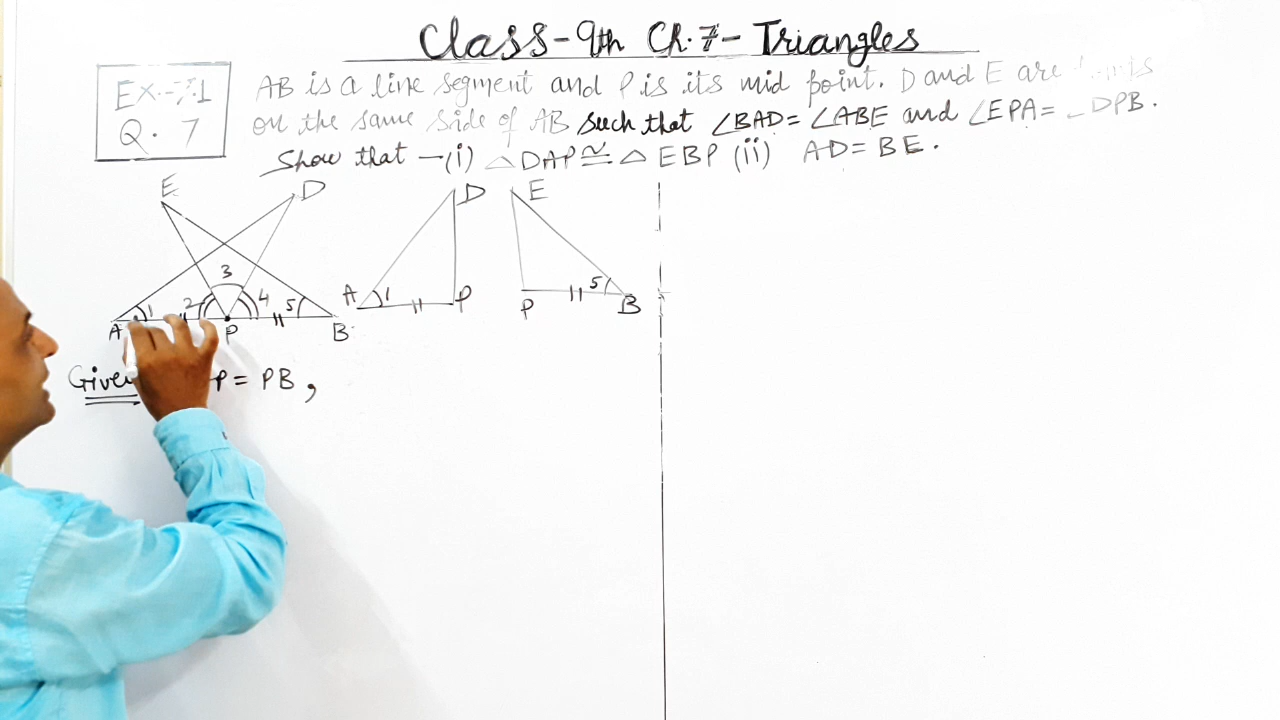 Class-9th Ch.7- Triangles
Ex.-7.1
Q. 7
AB is a line segment and P is its mid point. D and E are points
on the same side of AB such that ∠BAD = ∠ABE and ∠EPA = ∠DPB.
Show that -(i) △DAP ≅ △EBP (ii) AD = BE.
E D
3
1 2 4 5
A P B
D
A 1 P
E
5
P B
P = PB,